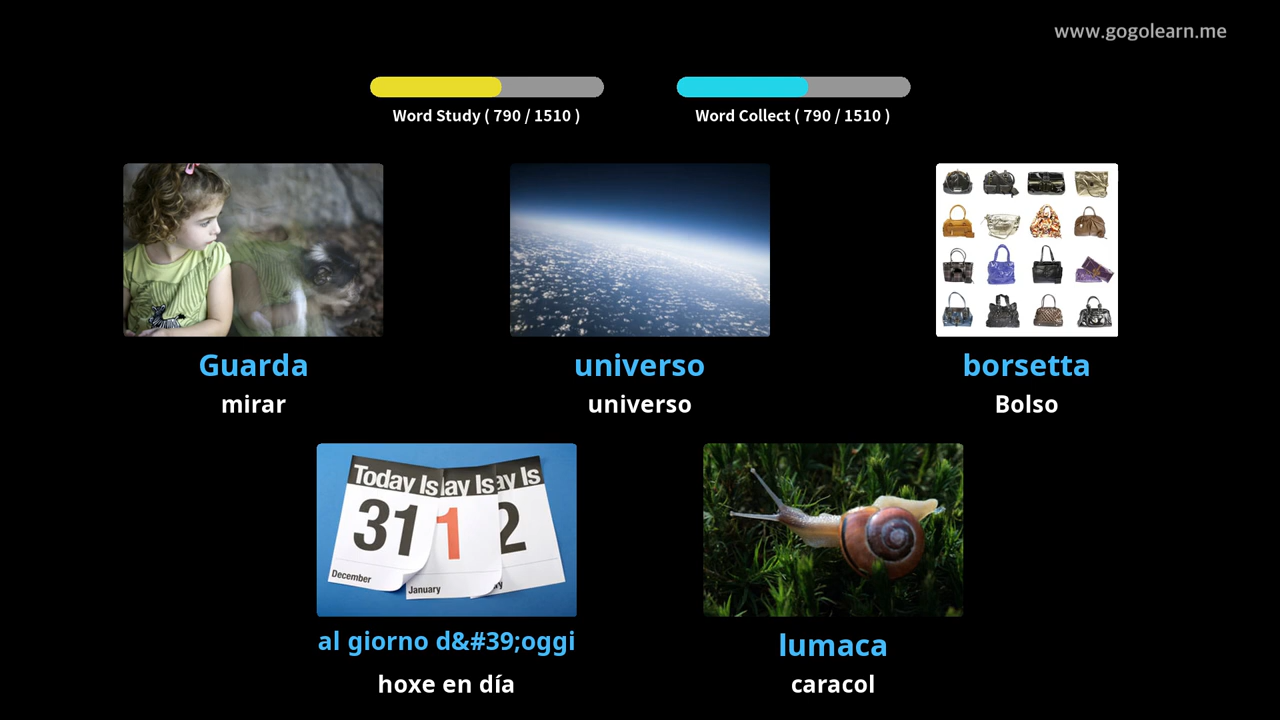 www.gogolearn.me
Word Study ( 790 / 1510 )
Word Collect ( 790 / 1510 )
Guarda
mirar
universo
universo
borsetta
Bolso
Today Is
31
December
ay Is
1
January
ay Is
2
al giorno d&#39;oggi
hoxe en día
lumaca
caracol